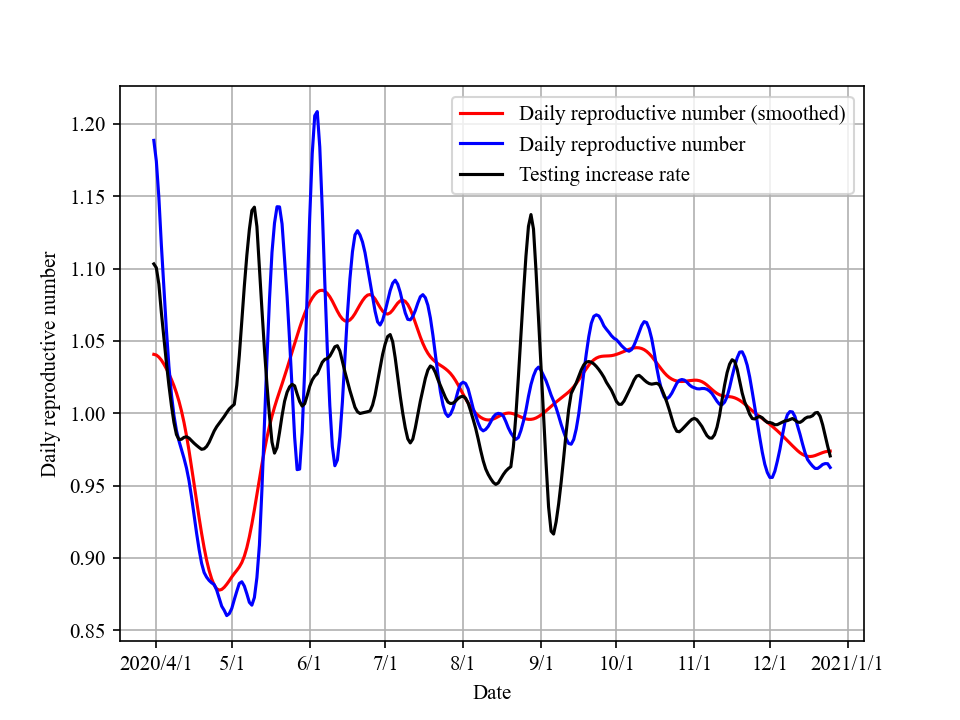 Daily reproductive number (smoothed)
Daily reproductive number
Testing increase rate
Daily reproductive number
1.20
1.15
1.10
1.05
1.00
0.95
0.90
0.85
2020/4/1 5/1 6/1 7/1 8/1 9/1 10/1 11/1 12/1 2021/1/1
Date